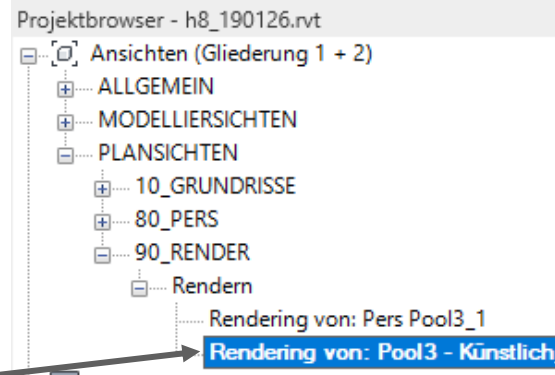 Projektbrowser - h8_190126.rvt
Ansichten (Gliederung 1 + 2)
ALLGEMEIN
MODELLIERSICHTEN
PLANSICHTEN
10_GRUNDRISSE
80_PERS
90_RENDER
Rendern
Rendering von: Pers Pool3_1
Rendering von: Pool3 - Künstlich